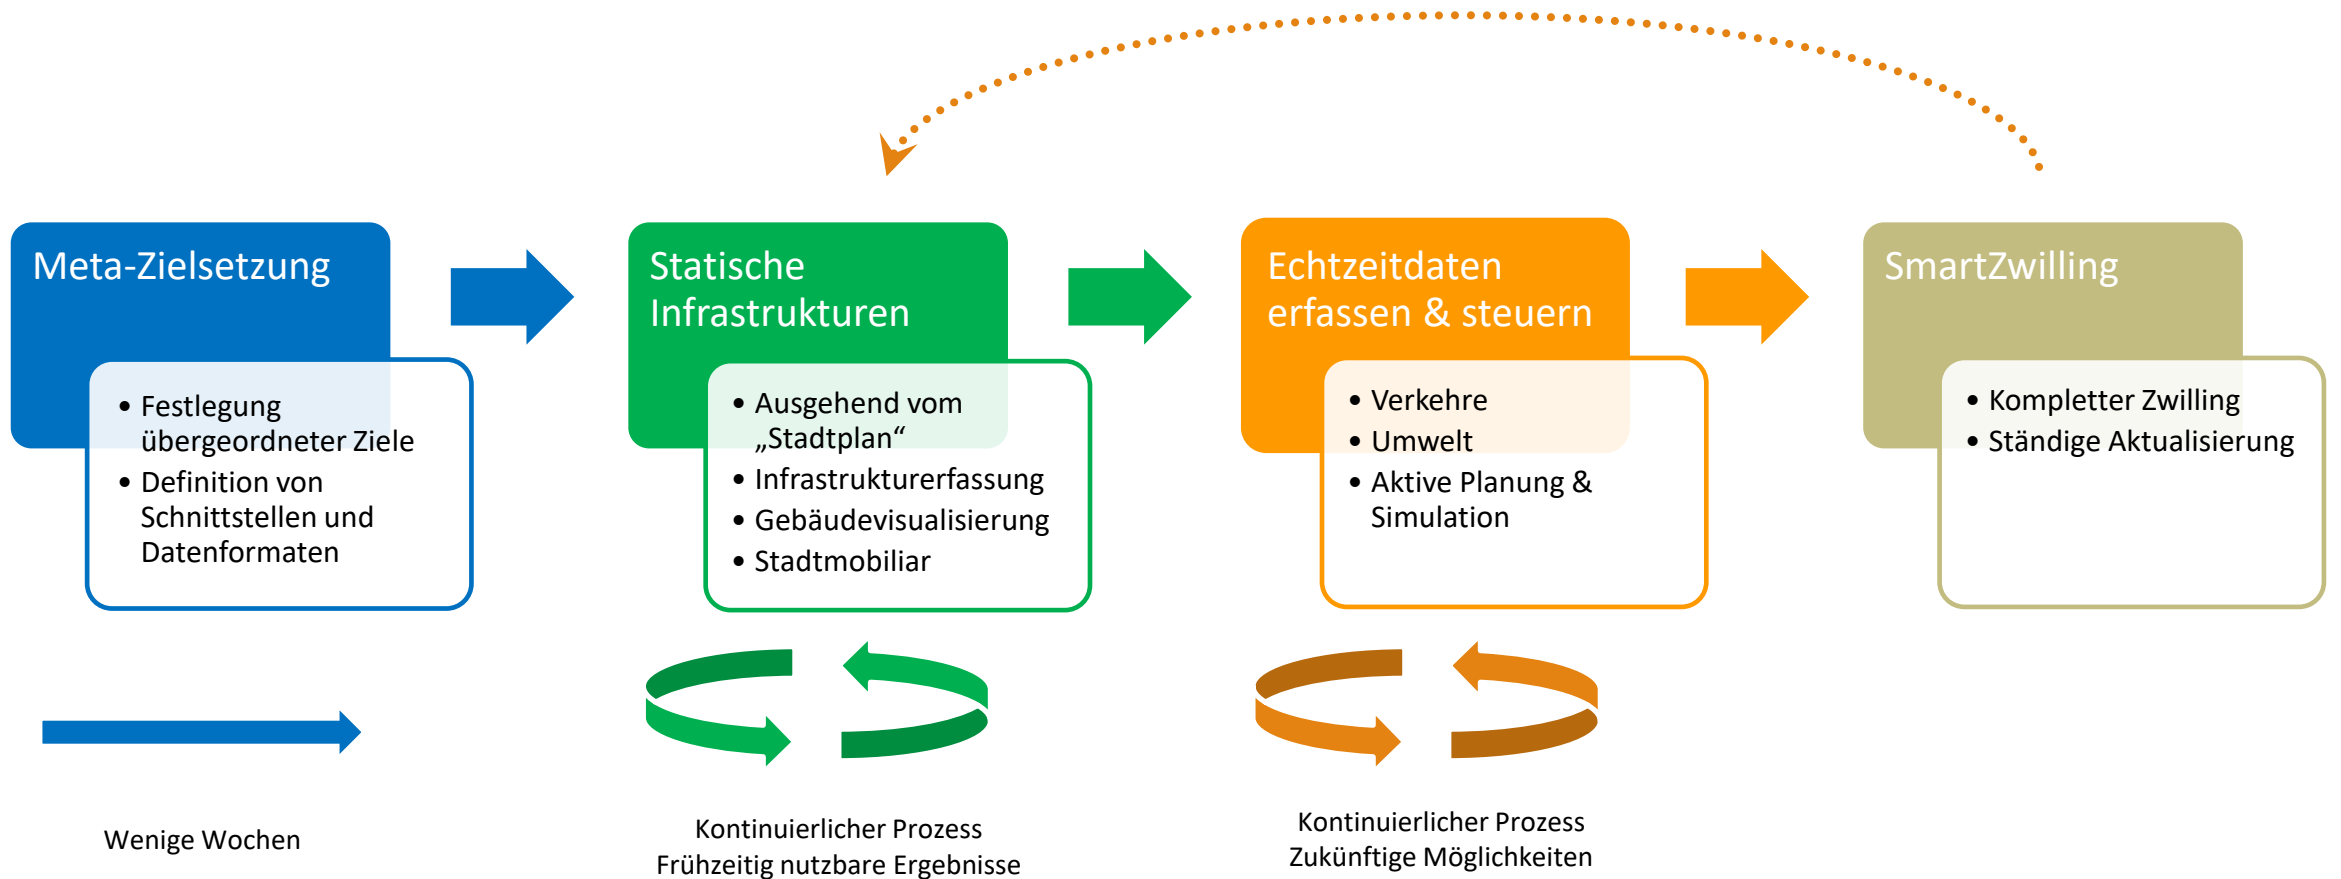 Meta-Zielsetzung
• Festlegung
übergeordneter Ziele
• Definition von
Schnittstellen und
Datenformaten
Wenige Wochen
Statische
Infrastrukturen
• Ausgehend vom
„Stadtplan“
• Infrastrukturerfassung
• Gebäudevisualisierung
• Stadtmobiliar
Kontinuierlicher Prozess
Frühzeitig nutzbare Ergebnisse
Echtzeitdaten
erfassen & steuern
• Verkehre
• Umwelt
• Aktive Planung &
Simulation
Kontinuierlicher Prozess
Zukünftige Möglichkeiten
SmartZwilling
• Kompletter Zwilling
• Ständige Aktualisierung